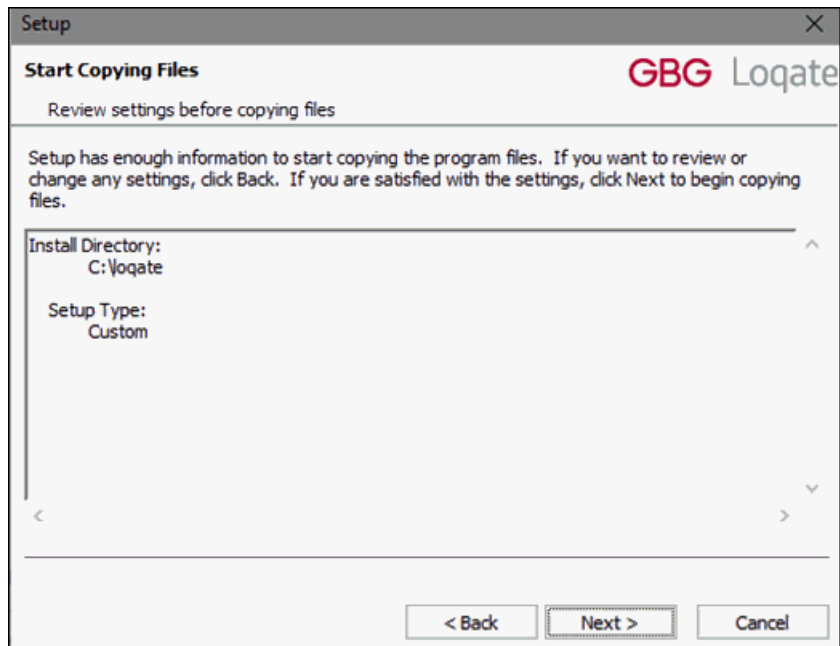 Setup
Start Copying Files
GBG Loqate
Review settings before copying files
Setup has enough information to start copying the program files.  If you want to review or
change any settings, click Back.  If you are satisfied with the settings, click Next to begin copying
files.
Install Directory:
C:\loqate
Setup Type:
Custom
< Back
Next >
Cancel